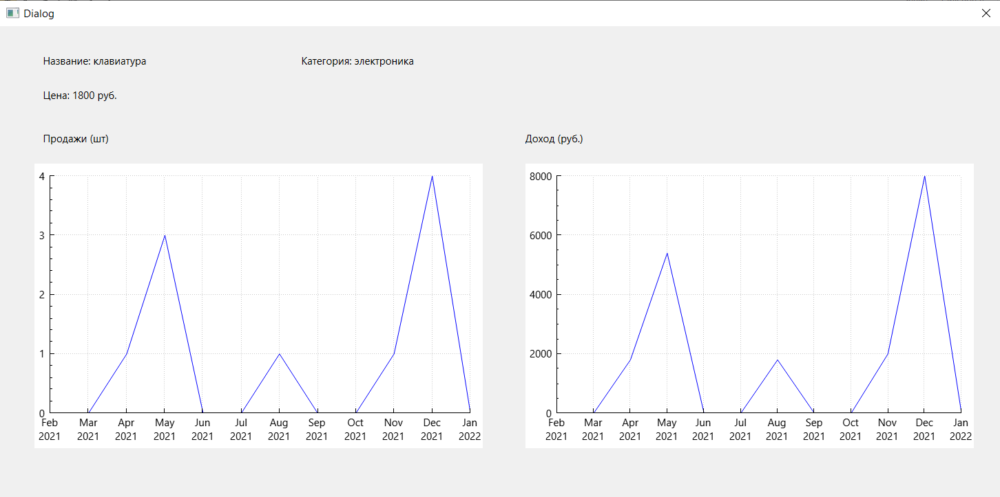 Dialog
Название: клавиатура
Категория: электроника
Цена: 1800 руб.
Продажи (шт)
Доход (руб.)
4
3
2
1
0
Feb Mar Apr May Jun Jul Aug Sep Oct Nov Dec Jan
2021 2021 2021 2021 2021 2021 2021 2021 2021 2021 2021 2022
8000
6000
4000
2000
0
Feb Mar Apr May Jun Jul Aug Sep Oct Nov Dec Jan
2021 2021 2021 2021 2021 2021 2021 2021 2021 2021 2021 2022